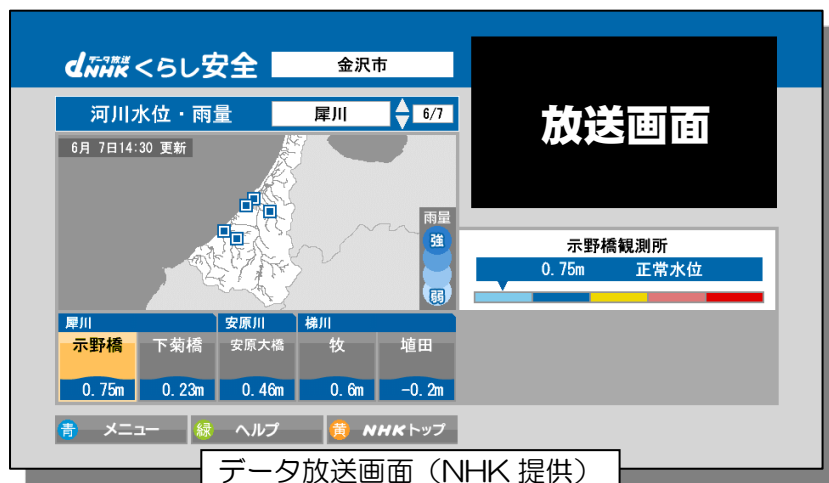 データ放送
dNHK くらし安全 金沢市
河川水位・雨量 犀川 6/7
6月 7日14:30 更新
雨量
強
弱
放送画面
示野橋観測所
0.75m 正常水位
犀川 安原川 梯川
示野橋 下菊橋 安原大橋 牧 埴田
0.75m 0.23m 0.46m 0.6m -0.2m
青 メニュー 緑 ヘルプ 黄 NHKトップ
データ放送画面(NHK 提供)